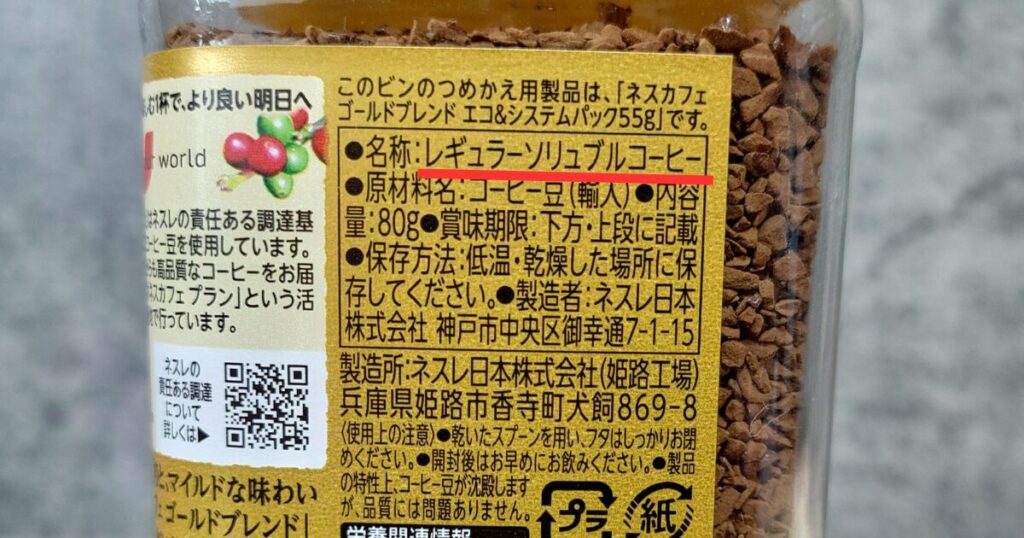 む1杯で、より良い明日へ
r world
はネスレの責任ある調達基
コーヒー豆を使用しています。
も高品質なコーヒーをお届
ネスカフェ プラン」という活
で行っています。
ネスレの
責任ある調達
について
詳しくは▶
、マイルドな味わい
ゴールドブレンド」
このビンのつめかえ用製品は、「ネスカフェ
ゴールドブレンド エコ&システムパック55g」です。
●名称:レギュラーソリュブルコーヒー
●原材料名:コーヒー豆(輸入)●内容
量:80g●賞味期限:下方・上段に記載
●保存方法:低温・乾燥した場所に保
存してください。●製造者:ネスレ日本
株式会社 神戸市中央区御幸通7-1-15
製造所:ネスレ日本株式会社(姫路工場)
兵庫県姫路市香寺町犬飼869-8
〈使用上の注意〉●乾いたスプーンを用い、フタはしっかりお閉
めください。●開封後はお早めにお飲みください。●製品
の特性上、コーヒー豆が沈殿します
が、品質には問題ありません。
プラ
紙
栄養関連情報